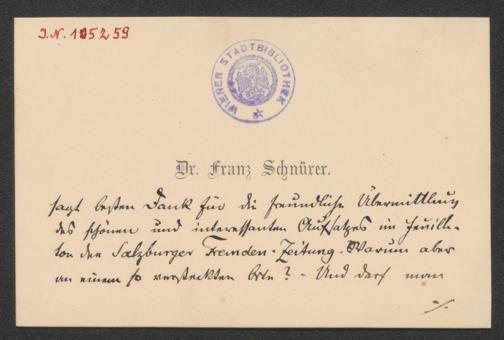 J.N. 105259
WIENER STADTBIBLIOTHEK
Dr. Franz Schnürer.
sagt besten Dank für die freundliche Übermittlung
des schönen und interessanten Aufsatzes im Feuille-
ton der Salzburger Fremden-Zeitung. Warum aber
an einem so versteckten Orte? - Und darf man
./.